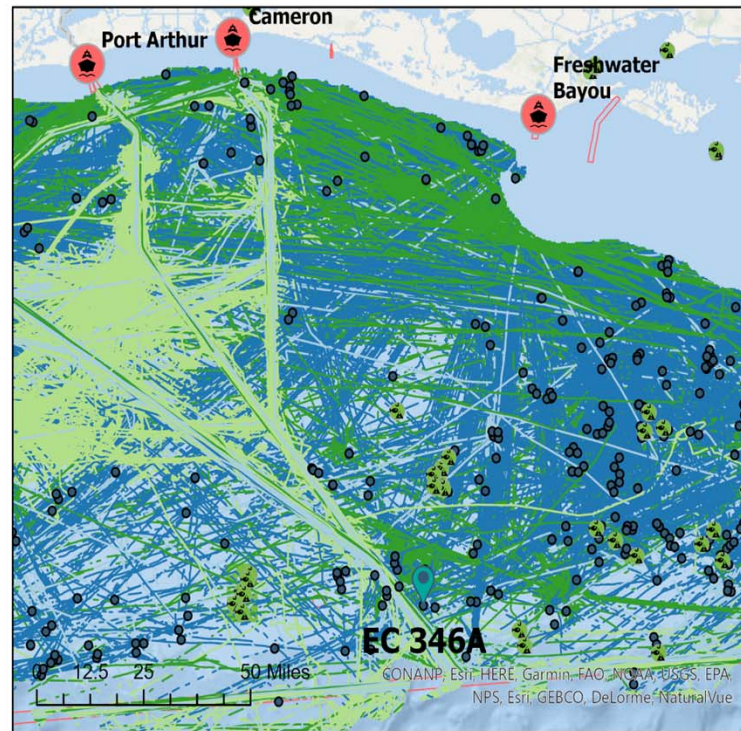 Cameron
Port Arthur
Freshwater
Bayou
EC 346A
0 12.5 25 50 Miles
CONANP, Esri, HERE, Garmin, FAO, NOAA, USGS, EPA,
NPS, Esri, GEBCO, DeLorme, NaturalVue